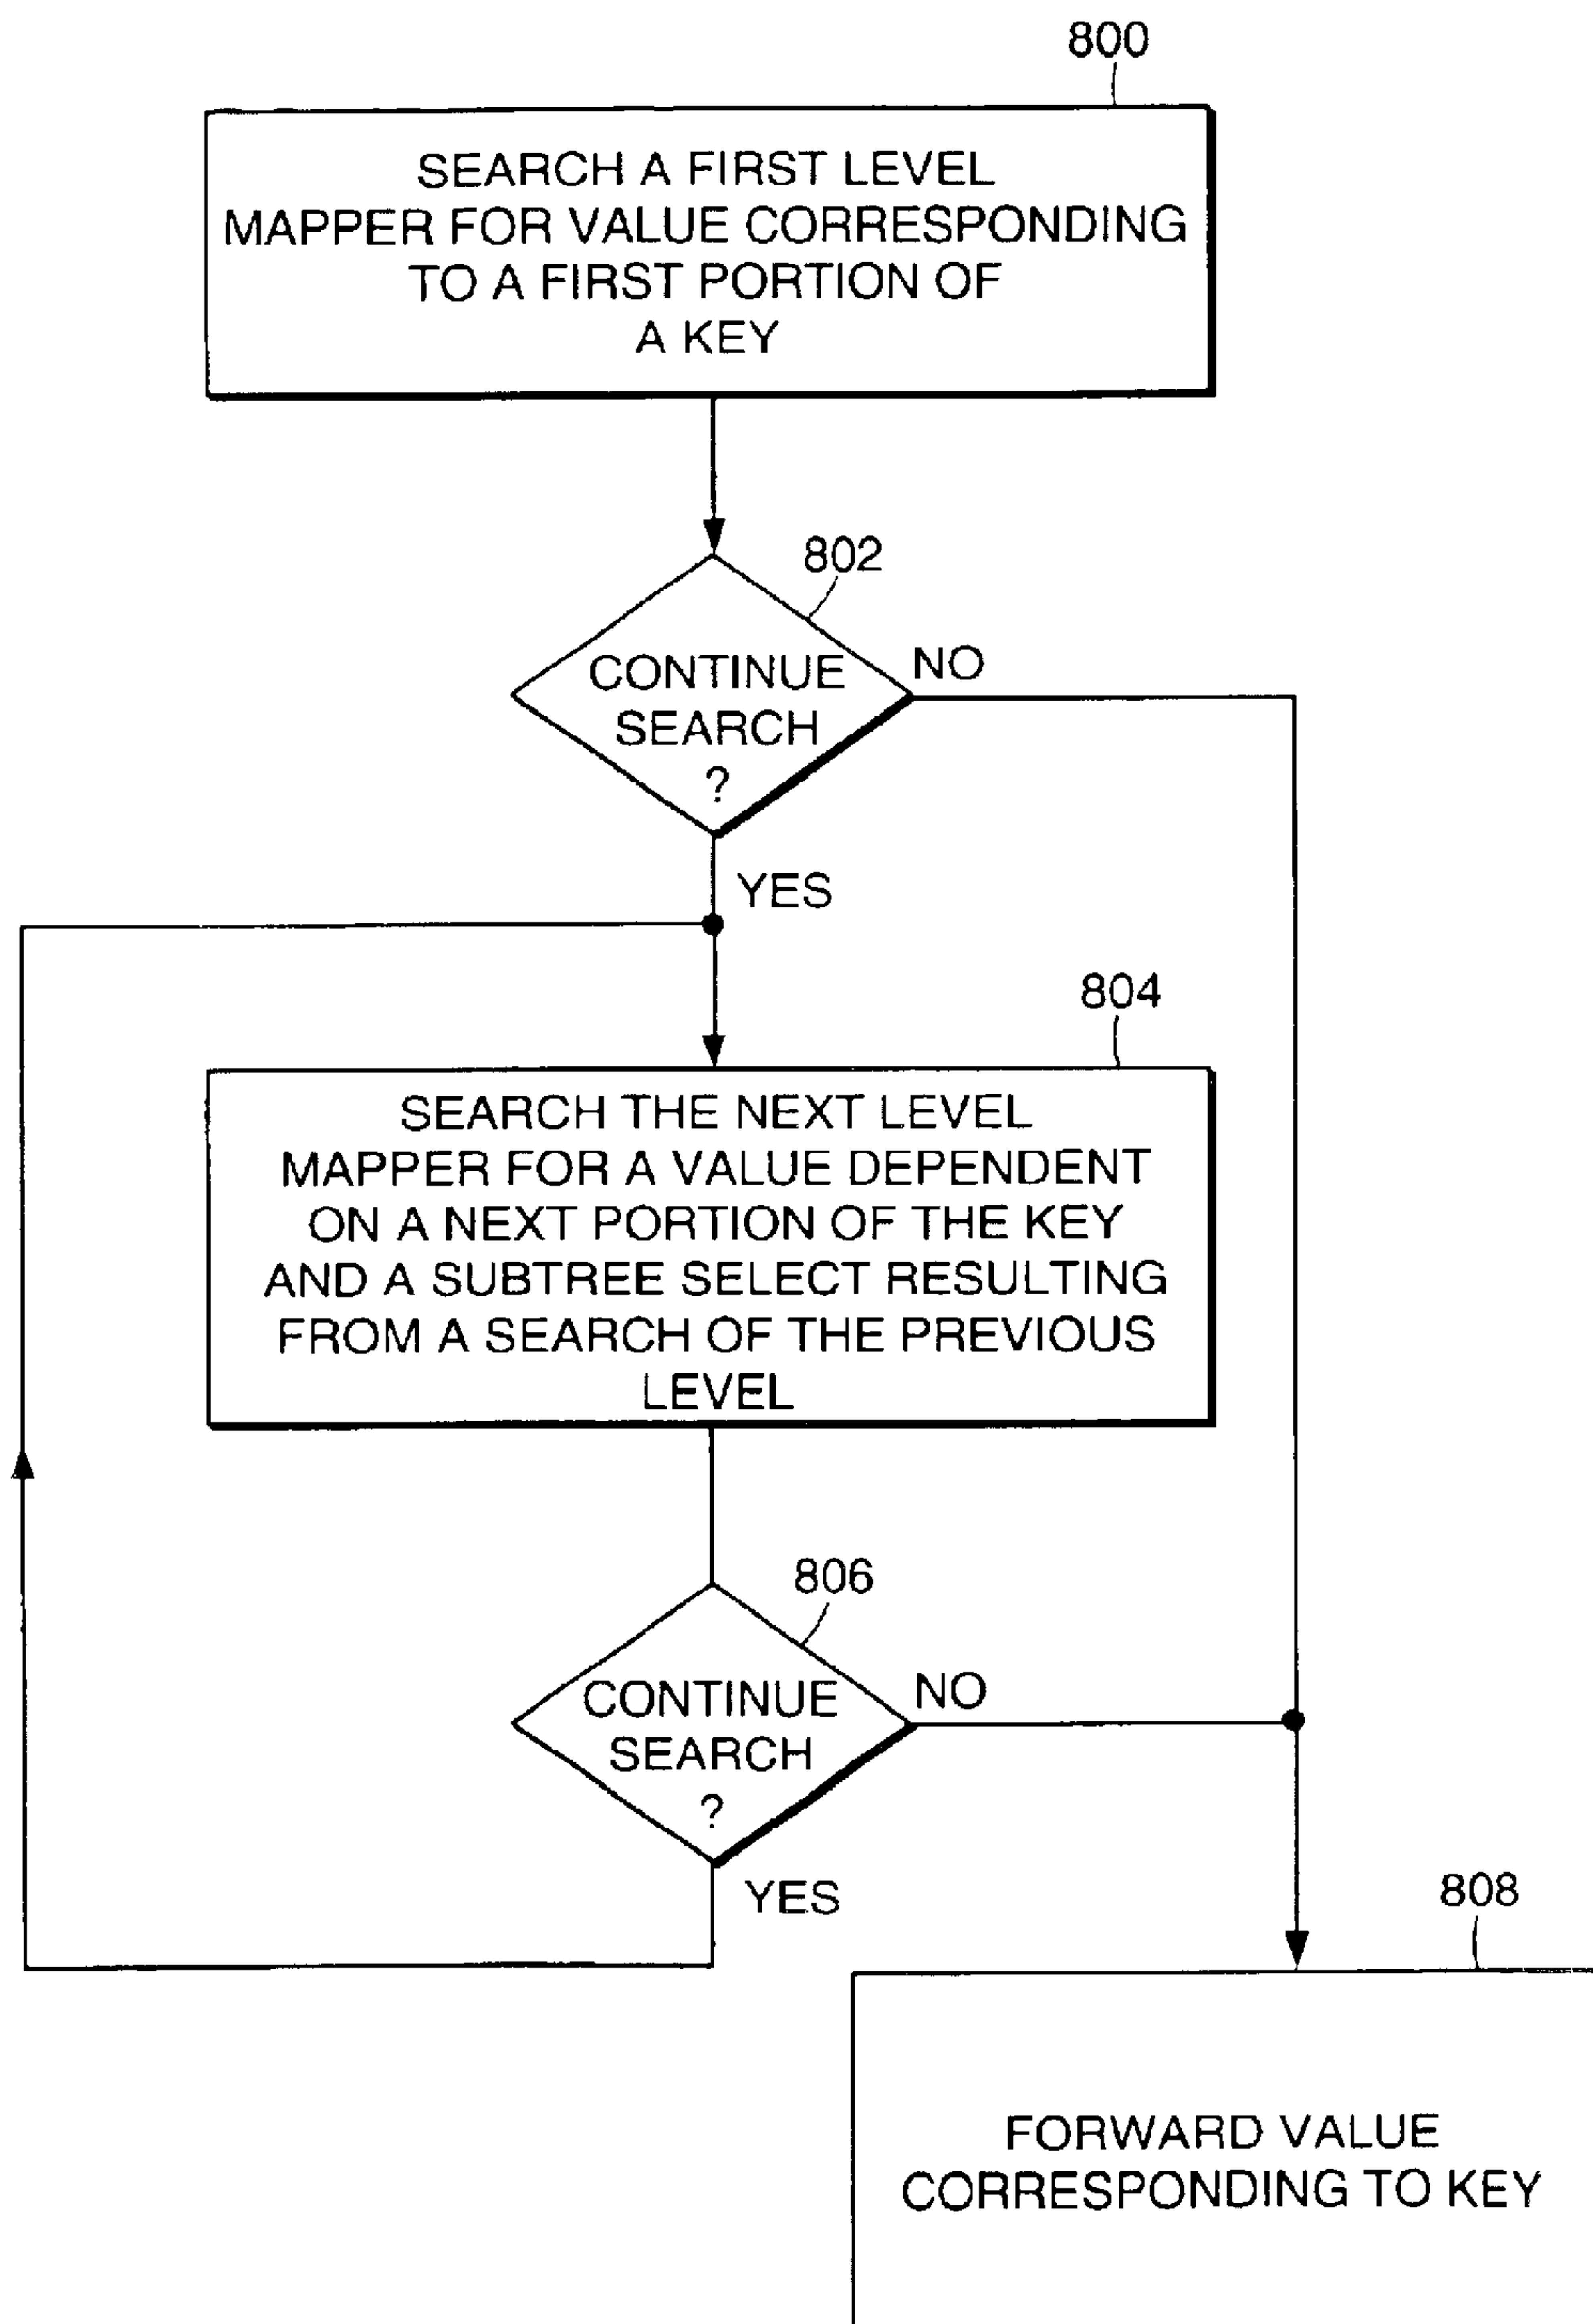 800
SEARCH A FIRST LEVEL
MAPPER FOR VALUE CORRESPONDING
TO A FIRST PORTION OF
A KEY
802
CONTINUE
SEARCH
?
NO
YES
804
SEARCH THE NEXT LEVEL
MAPPER FOR A VALUE DEPENDENT
ON A NEXT PORTION OF THE KEY
AND A SUBTREE SELECT RESULTING
FROM A SEARCH OF THE PREVIOUS
LEVEL
806
CONTINUE
SEARCH
?
NO
YES
808
FORWARD VALUE
CORRESPONDING TO KEY